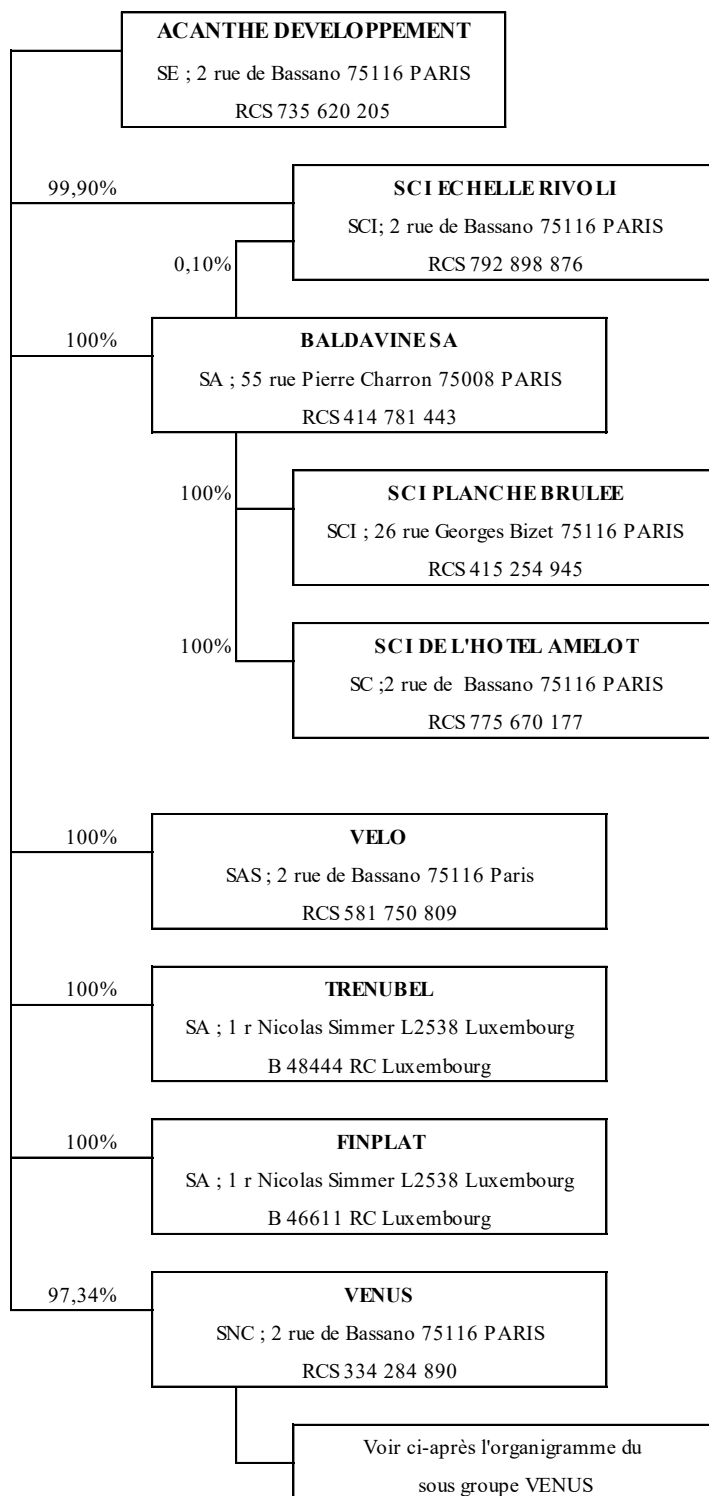 ACANTHE DEVELOPPEMENT
SE ; 2 rue de Bassano 75116 PARIS
RCS 735 620 205
99,90%
SCI ECHELLE RIVOLI
SCI; 2 rue de Bassano 75116 PARIS
RCS 792 898 876
0,10%
100%
BALDAVINE SA
SA ; 55 rue Pierre Charron 75008 PARIS
RCS 414 781 443
100%
SCI PLANCHE BRULEE
SCI ; 26 rue Georges Bizet 75116 PARIS
RCS 415 254 945
100%
SCI DE L'HOTEL AMELOT
SC ;2 rue de Bassano 75116 PARIS
RCS 775 670 177
100%
VELO
SAS ; 2 rue de Bassano 75116 Paris
RCS 581 750 809
100%
TRENUBEL
SA ; 1 r Nicolas Simmer L2538 Luxembourg
B 48444 RC Luxembourg
100%
FINPLAT
SA ; 1 r Nicolas Simmer L2538 Luxembourg
B 46611 RC Luxembourg
97,34%
VENUS
SNC ; 2 rue de Bassano 75116 PARIS
RCS 334 284 890
Voir ci-après l'organigramme du
sous groupe VENUS